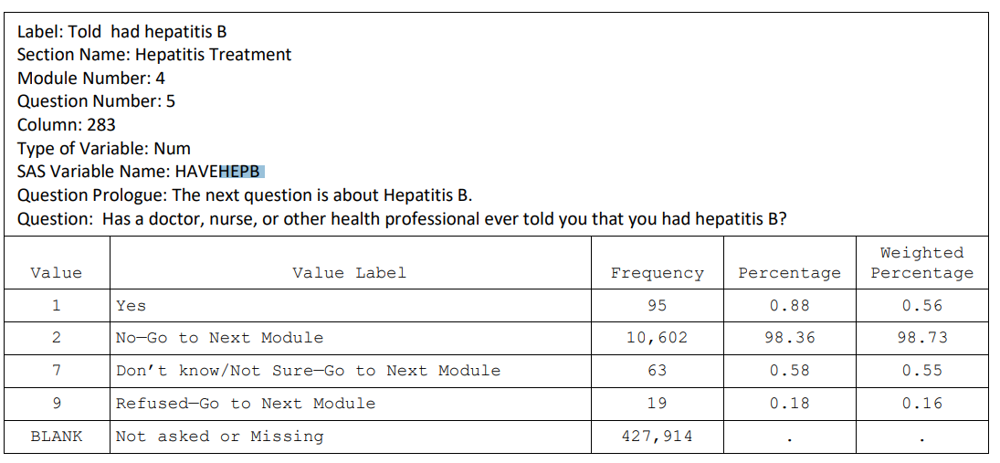 Label: Told  had hepatitis B
Section Name: Hepatitis Treatment
Module Number: 4
Question Number: 5
Column: 283
Type of Variable: Num
SAS Variable Name: HAVEHEPB
Question Prologue: The next question is about Hepatitis B.
Question:  Has a doctor, nurse, or other health professional ever told you that you had hepatitis B?
Value Value Label Frequency Percentage Weighted Percentage
1 Yes 95 0.88 0.56
2 No—Go to Next Module 10,602 98.36 98.73
7 Don’t know/Not Sure—Go to Next Module 63 0.58 0.55
9 Refused—Go to Next Module 19 0.18 0.16
BLANK Not asked or Missing 427,914 . .